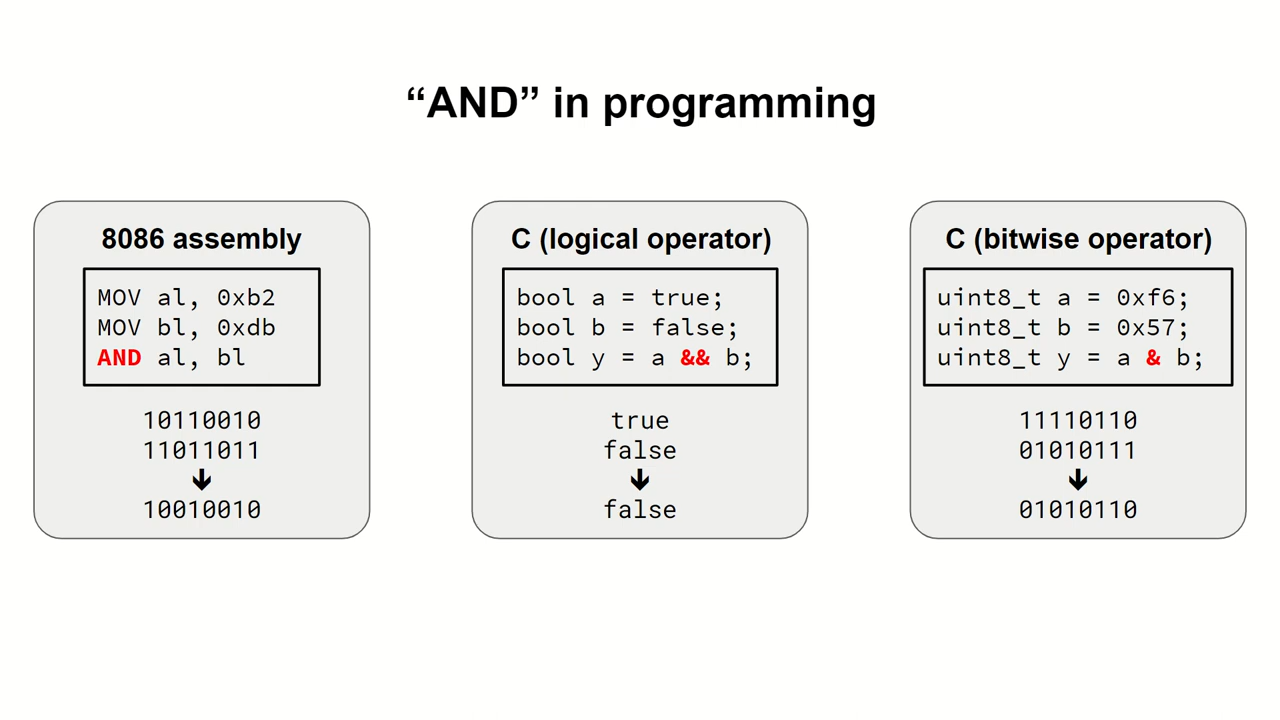 “AND” in programming
8086 assembly
MOV al, 0xb2
MOV bl, 0xdb
AND al, bl
10110010
11011011
10010010
C (logical operator)
bool a = true;
bool b = false;
bool y = a && b;
true
false
false
C (bitwise operator)
uint8_t a = 0xf6;
uint8_t b = 0x57;
uint8_t y = a & b;
11110110
01010111
01010110